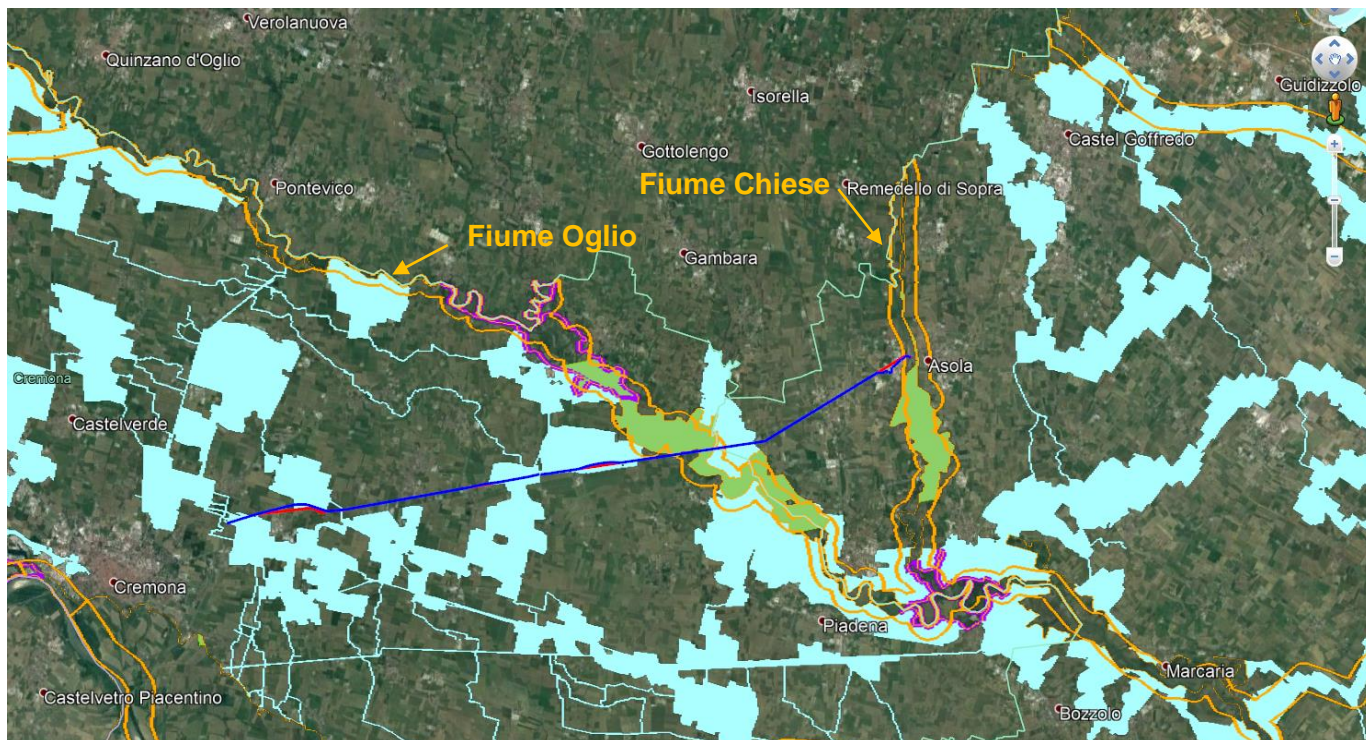 Verolanuova
Quinzano d'Oglio
Guidizzolo
Isorella
Castel Goffredo
Gottolengo
Pontevico
Fiume Chiese
Remedello di Sopra
Fiume Oglio
Gambara
Asola
Cremona
Castelverde
Cremona
Piadena
Marcaria
Castelvetro Piacentino
Bozzolo